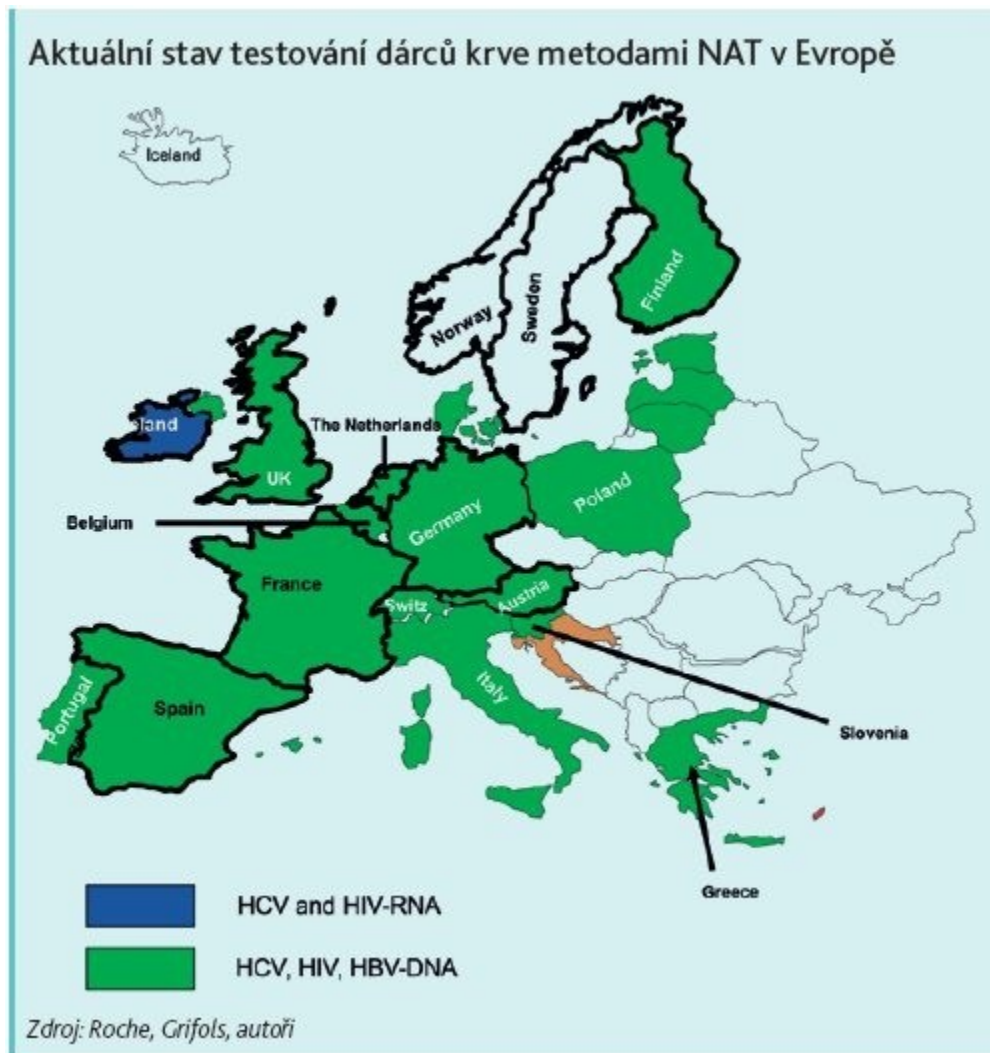 Aktuální stav testování dárců krve metodami NAT v Evropě
Iceland
Finland
Norway
Sweden
land
The Netherlands
UK
Poland
Germany
Belgium
France
Austria
Switz
Italy
Portugal
Spain
Slovenia
Greece
HCV and HIV-RNA
HCV, HIV, HBV-DNA
Zdroj: Roche, Grifols, autoři